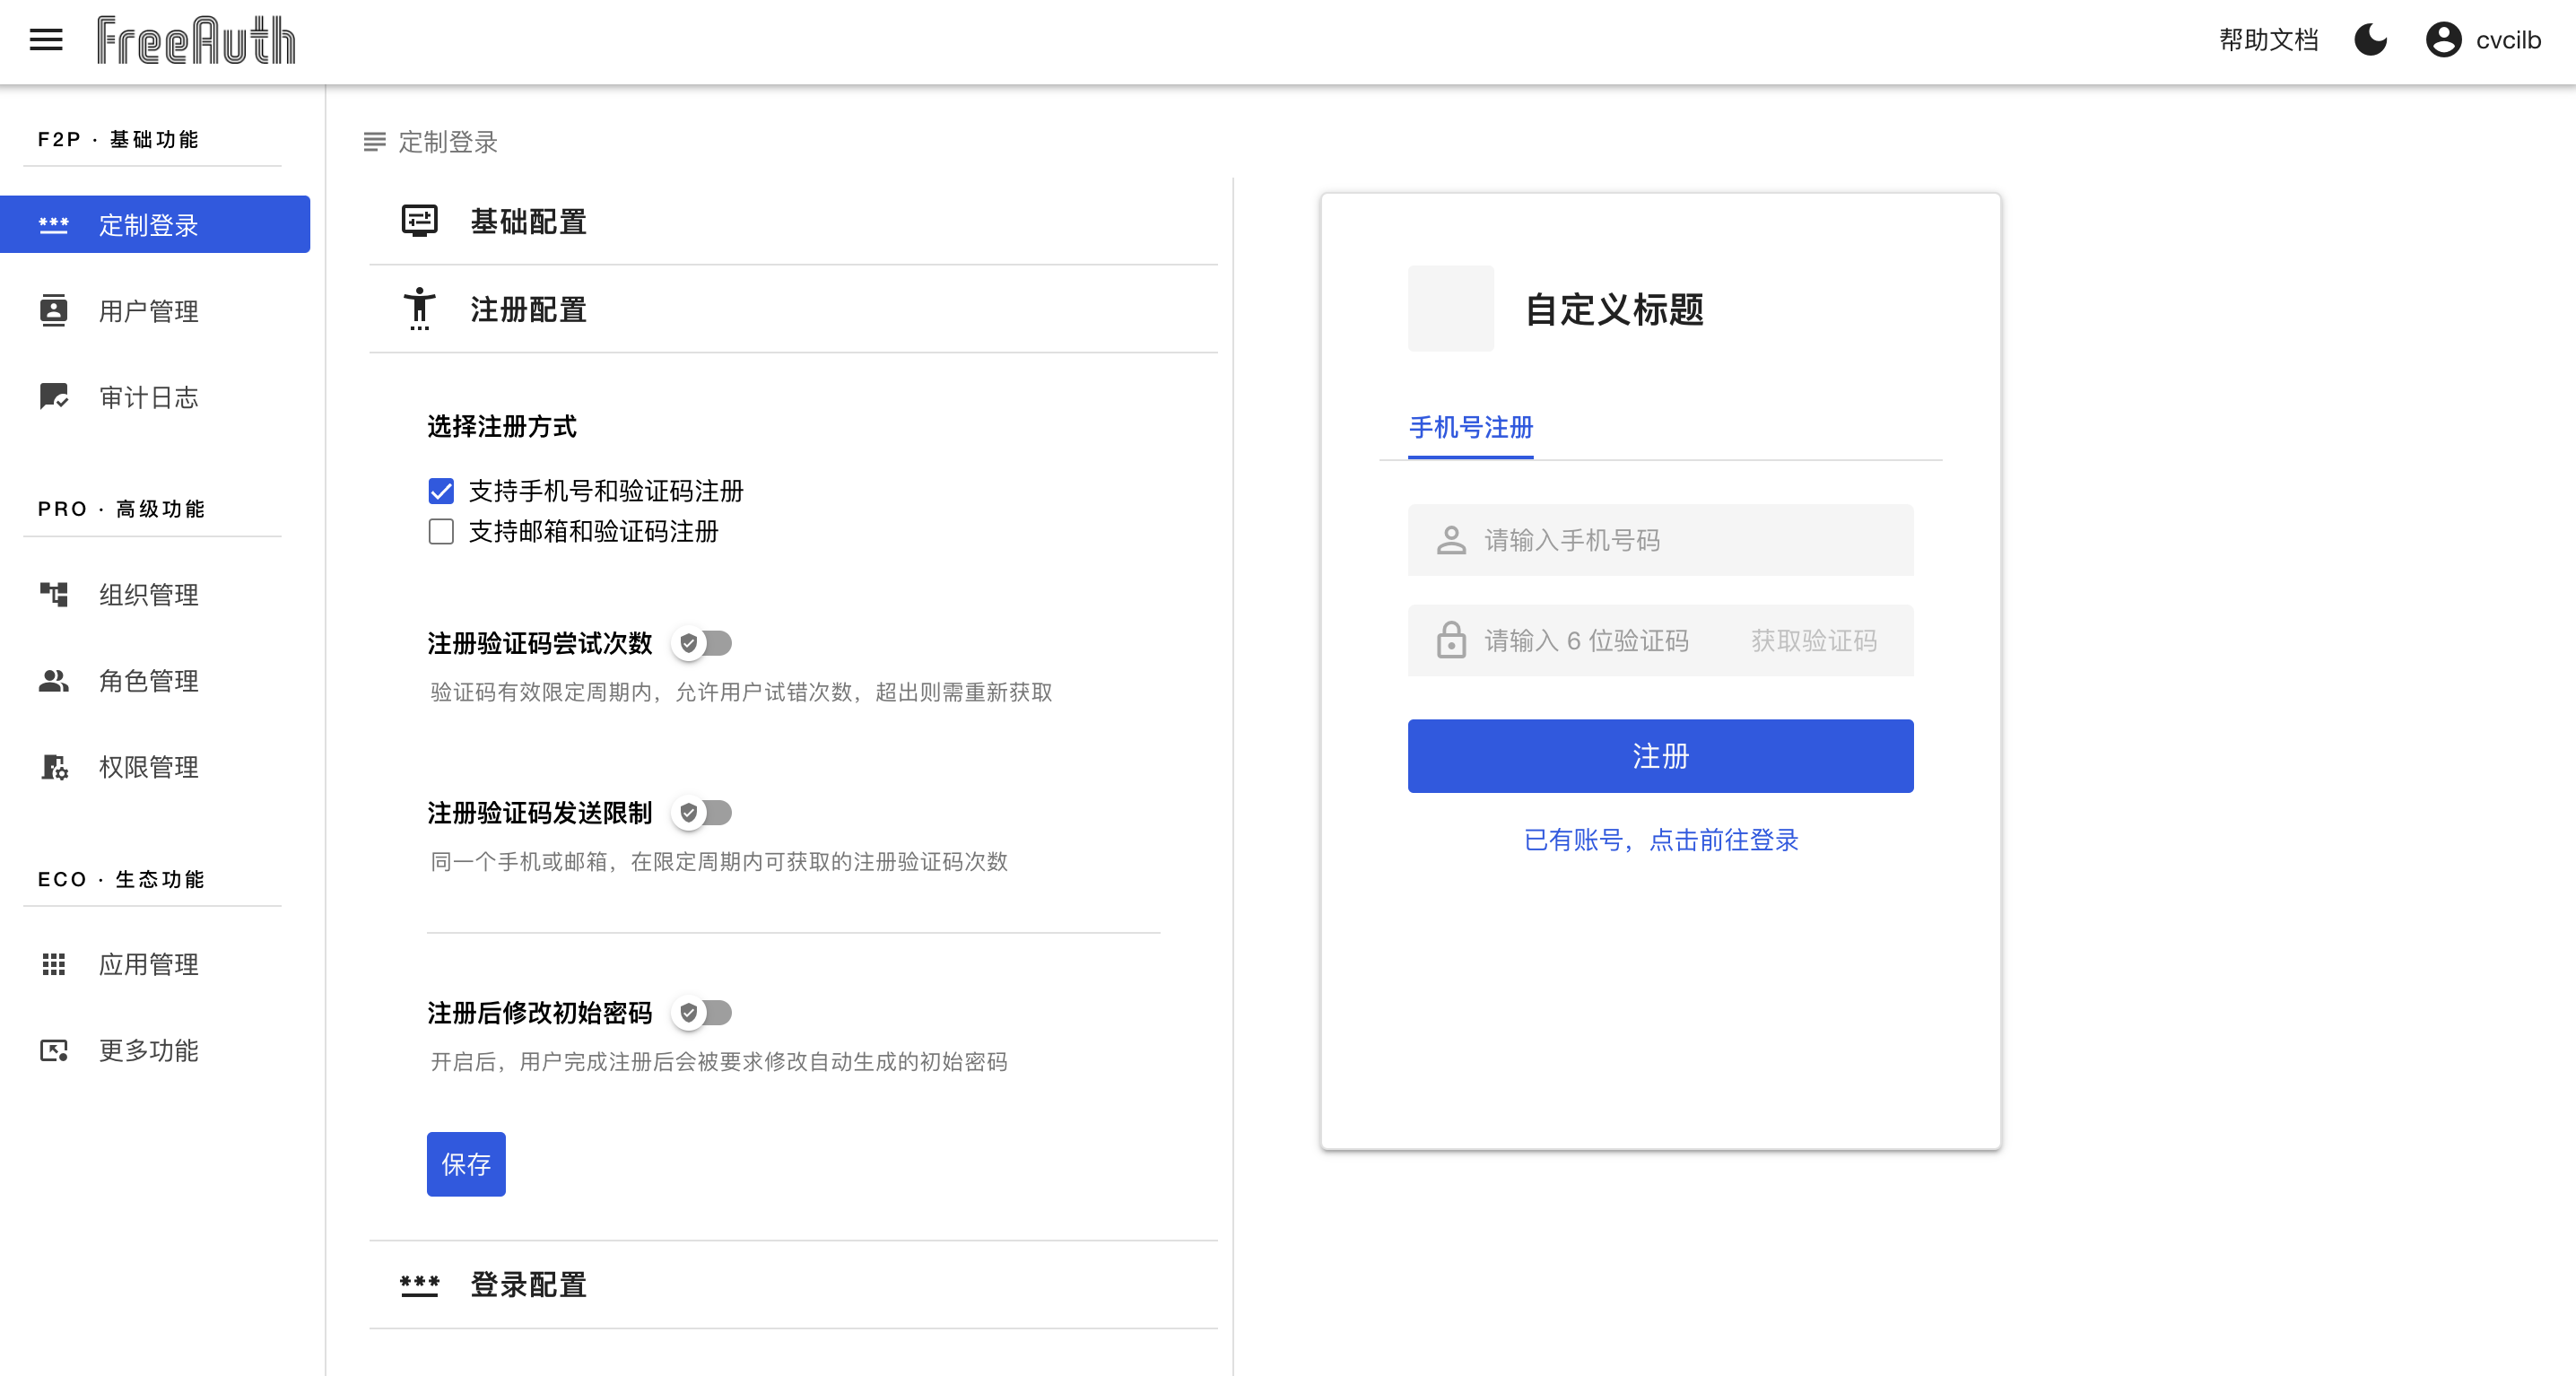 FreeAuth
帮助文档
cvcilb
F2P · 基础功能
定制登录
用户管理
审计日志
PRO · 高级功能
组织管理
角色管理
权限管理
ECO · 生态功能
应用管理
更多功能
定制登录
基础配置
注册配置
选择注册方式
支持手机号和验证码注册
支持邮箱和验证码注册
注册验证码尝试次数
验证码有效限定周期内，允许用户试错次数，超出则需重新获取
注册验证码发送限制
同一个手机或邮箱，在限定周期内可获取的注册验证码次数
注册后修改初始密码
开启后，用户完成注册后会被要求修改自动生成的初始密码
保存
登录配置
自定义标题
手机号注册
请输入手机号码
请输入 6 位验证码 获取验证码
注册
已有账号，点击前往登录